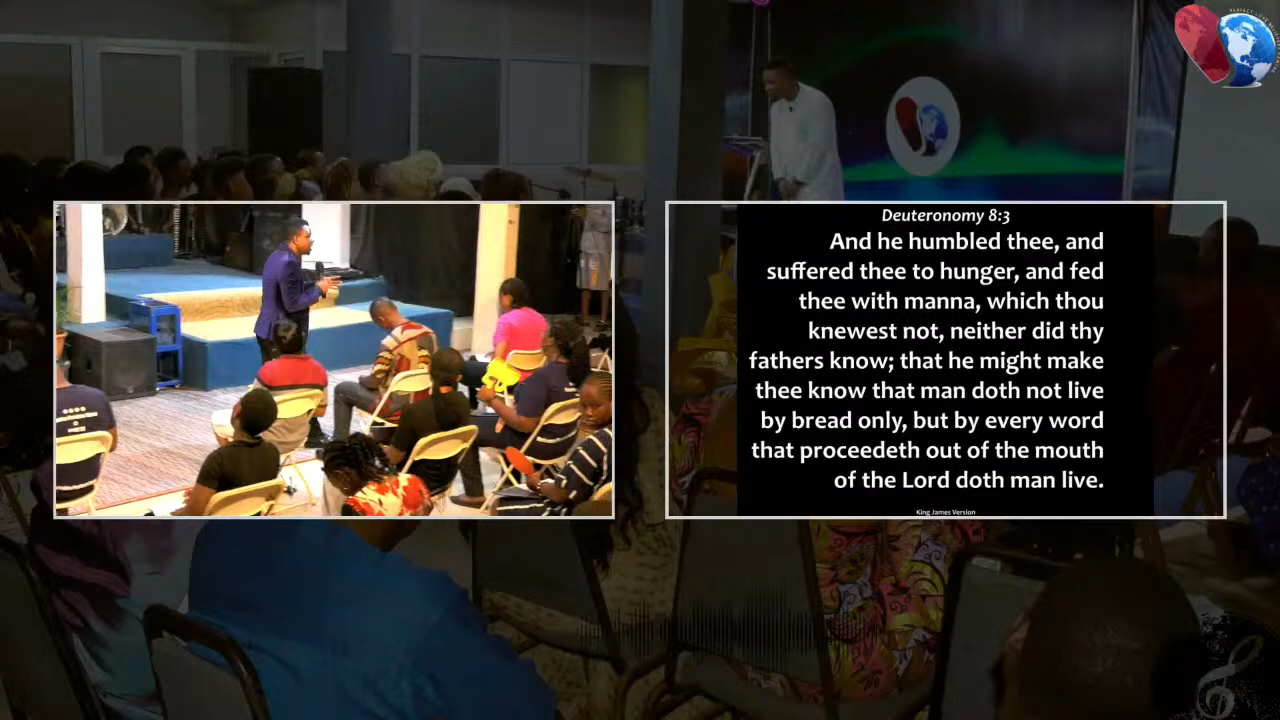 Deuteronomy 8:3
And he humbled thee, and
suffered thee to hunger, and fed
thee with manna, which thou
knewest not, neither did thy
fathers know; that he might make
thee know that man doth not live
by bread only, but by every word
that proceedeth out of the mouth
of the Lord doth man live.
King James Version